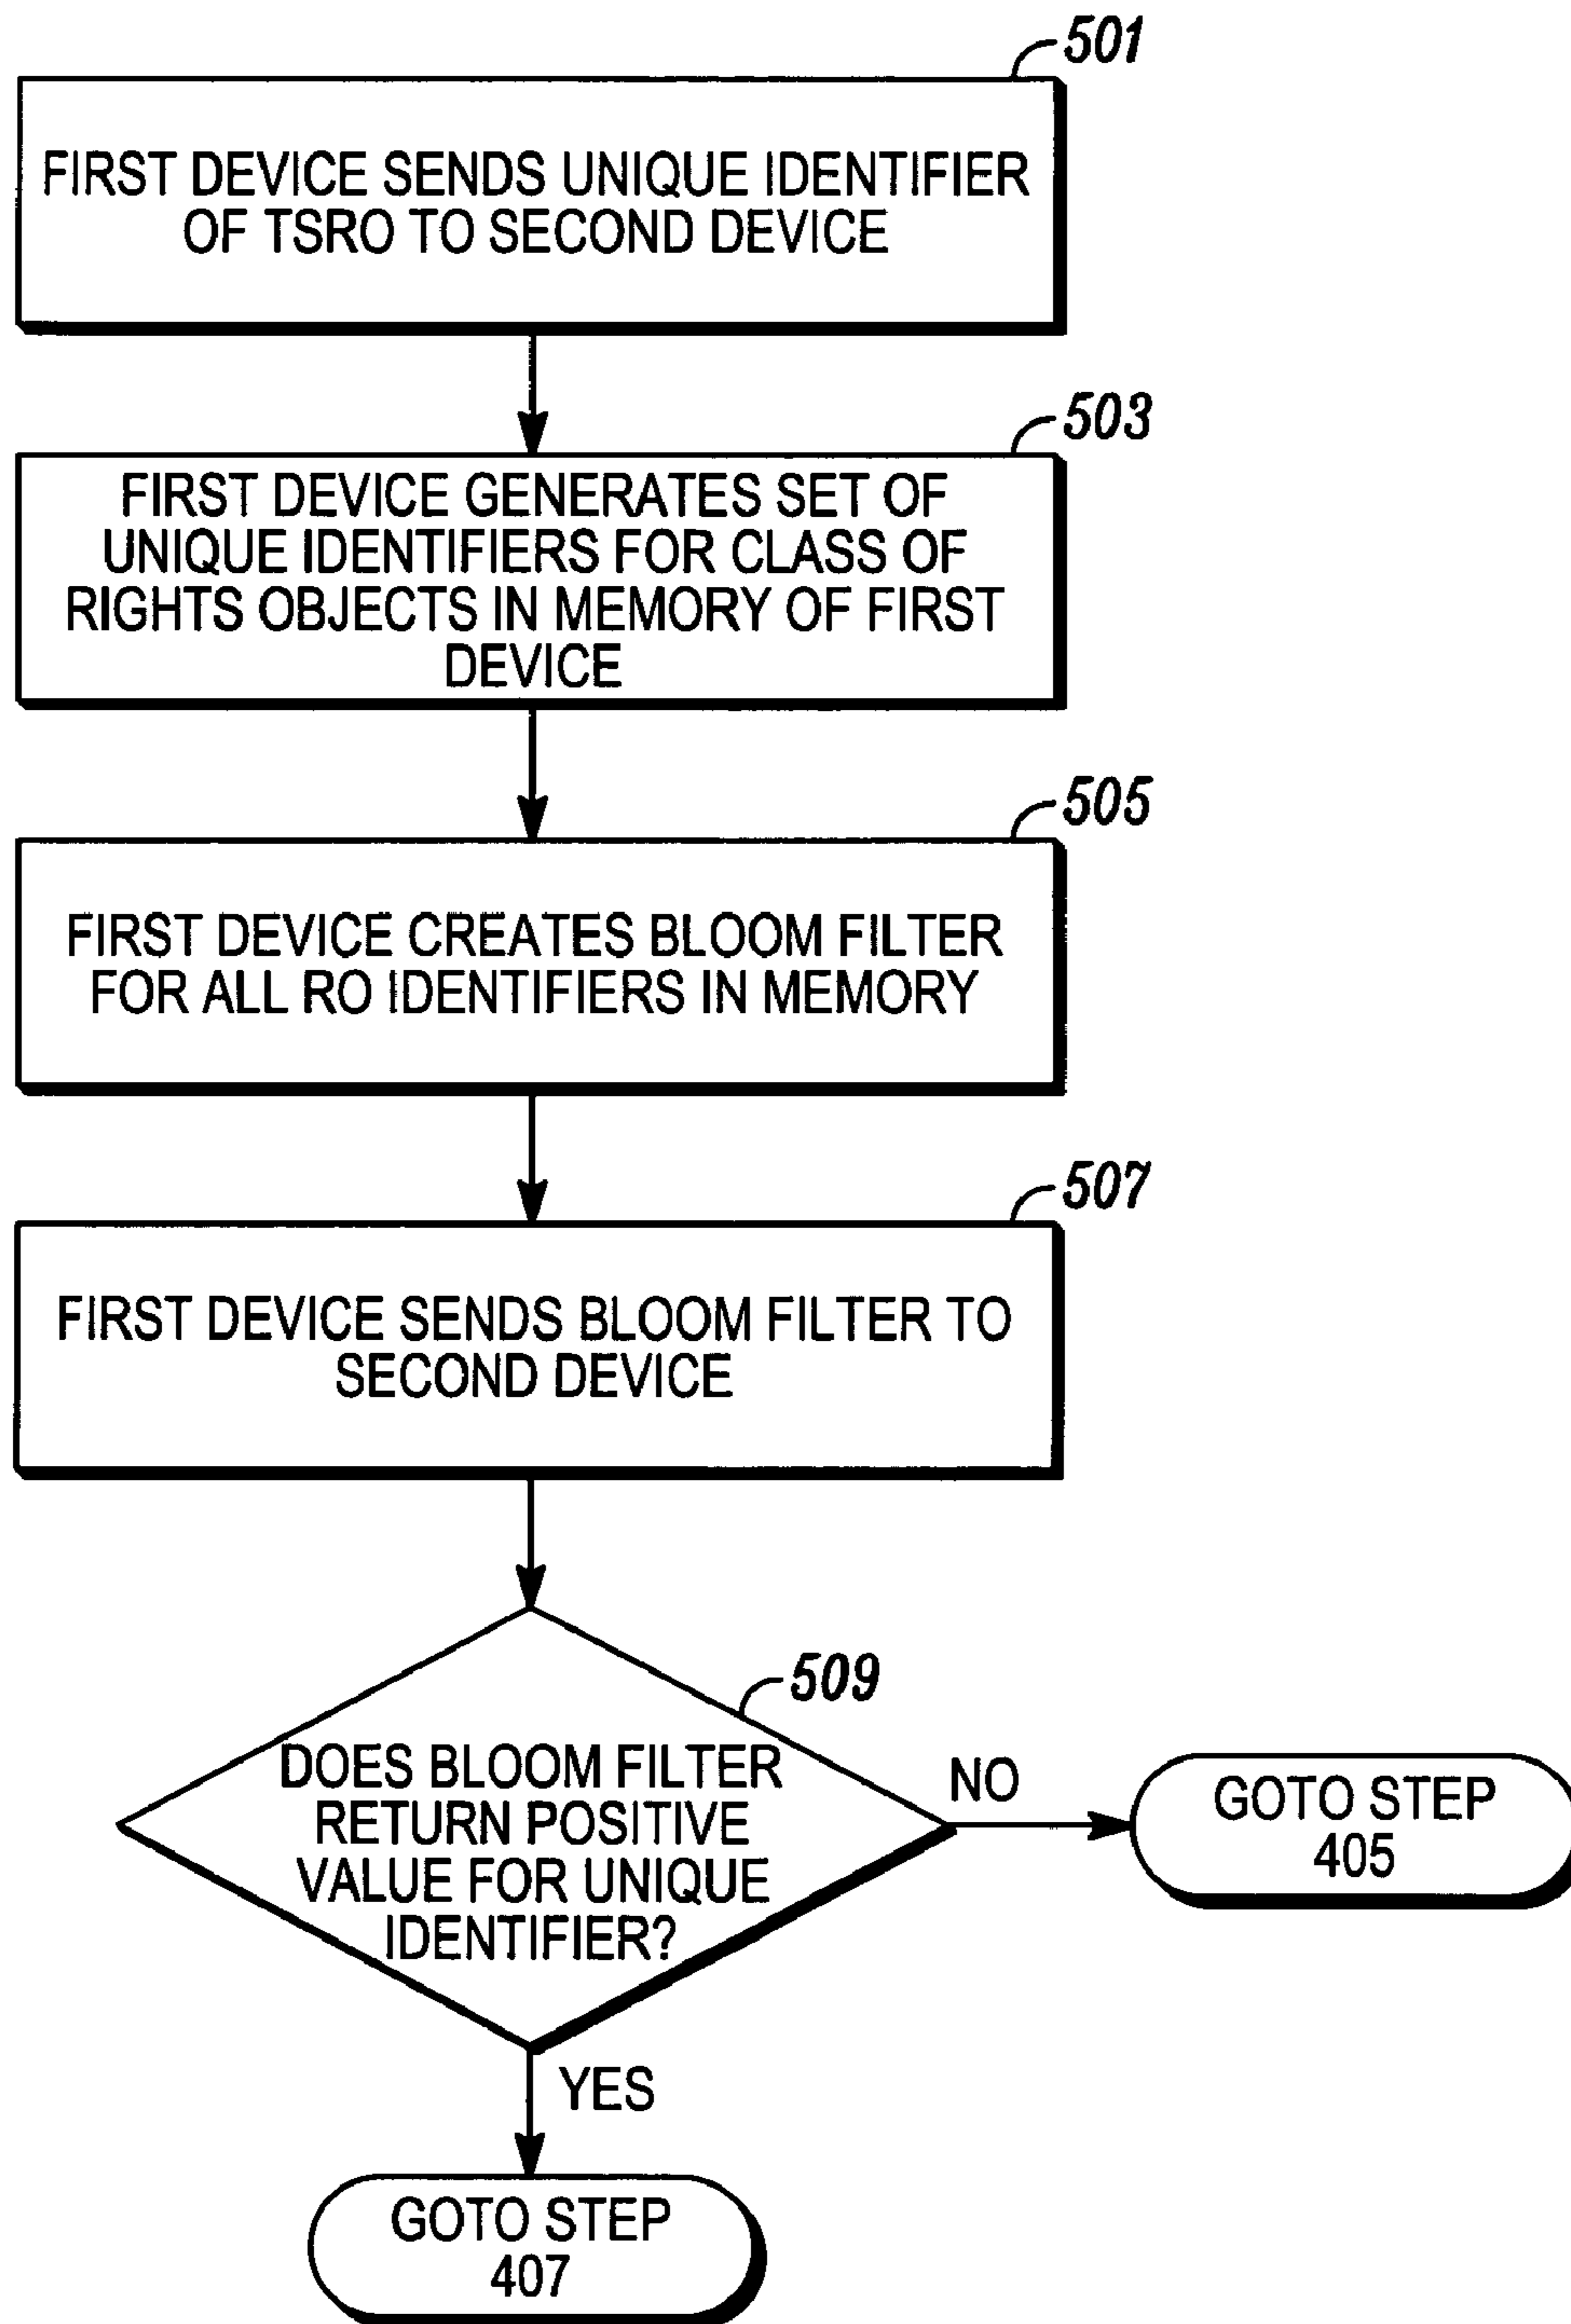 501
FIRST DEVICE SENDS UNIQUE IDENTIFIER
OF TSRO TO SECOND DEVICE
503
FIRST DEVICE GENERATES SET OF
UNIQUE IDENTIFIERS FOR CLASS OF
RIGHTS OBJECTS IN MEMORY OF FIRST
DEVICE
505
FIRST DEVICE CREATES BLOOM FILTER
FOR ALL RO IDENTIFIERS IN MEMORY
507
FIRST DEVICE SENDS BLOOM FILTER TO
SECOND DEVICE
509
DOES BLOOM FILTER
RETURN POSITIVE
VALUE FOR UNIQUE
IDENTIFIER?
NO
GOTO STEP
405
YES
GOTO STEP
407